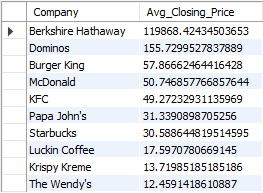 Company Avg_Closing_Price
Berkshire Hathaway 119868.42434503653
Dominos 155.7299527837889
Burger King 57.86662464416428
McDonald 50.746857766857644
KFC 49.27232931135969
Papa John's 31.3390898705256
Starbucks 30.588644819514595
Luckin Coffee 17.5970780669145
Krispy Kreme 13.71985185185186
The Wendy's 12.4591418610887